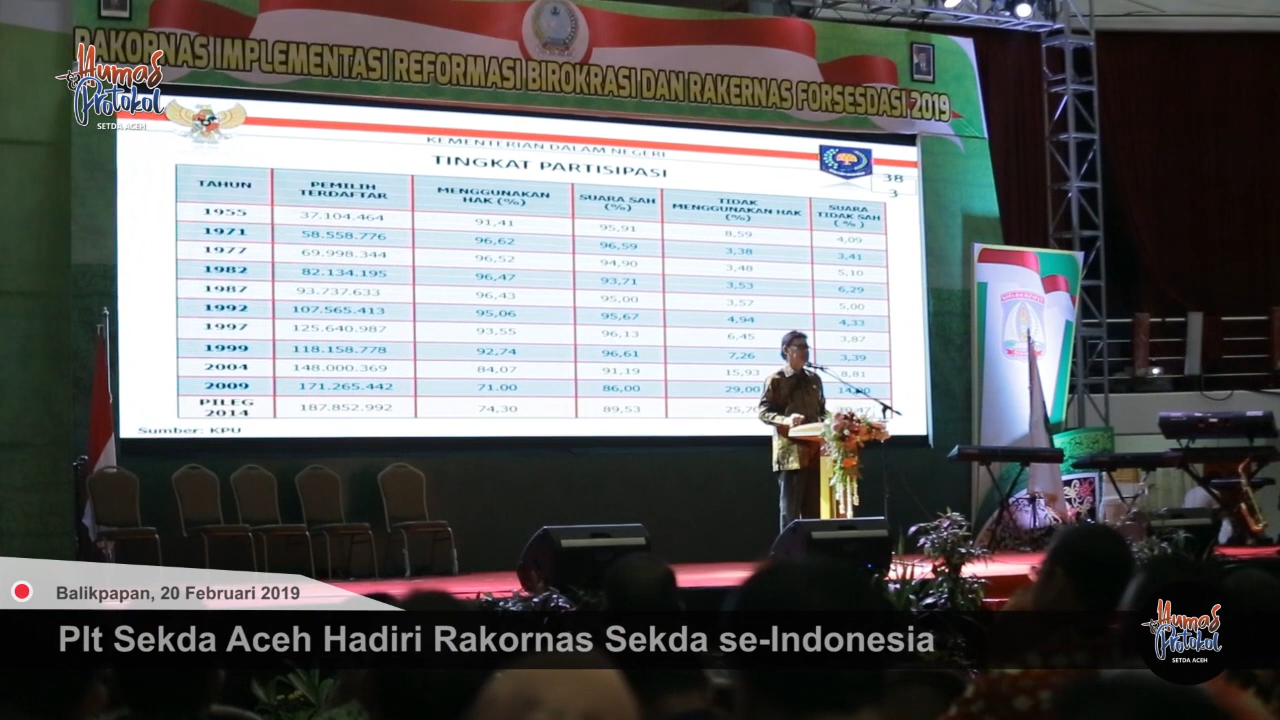 RAKORNAS IMPLEMENTASI REFORMASI BIROKRASI DAN RAKERNAS FORSESDASI 2019
Humas
Protokol
SETDA ACEH
KEMENTERIAN DALAM NEGERI
TINGKAT PARTISIPASI
38
3
TAHUN PEMILIH TERDAFTAR MENGGUNAKAN HAK (%) SUARA SAH (%) TIDAK MENGGUNAKAN HAK (%) SUARA TIDAK SAH (%)
1955 37.104.464 91,41 95,91 8,59 4,09
1971 58.558.776 96,62 96,59 3,38 3,41
1977 69.998.344 96,52 94,90 3,48 5,10
1982 82.134.195 96,47 93,71 3,53 6,29
1987 93.737.633 96,43 95,00 3,57 5,00
1992 107.565.413 95,06 95,67 4,94 4,33
1997 125.640.987 93,55 96,13 6,45 3,87
1999 118.158.778 92,74 96,61 7,26 3,39
2004 148.000.369 84,07 91,19 15,93 8,81
2009 171.265.442 71.00 86,00 29,00
PILEG 2014 187.852.992 74,30 89,53
Sumber: KPU
Balikpapan, 20 Februari 2019
Plt Sekda Aceh Hadiri Rakornas Sekda se-Indonesia
Humas
Protokol
SETDA ACEH